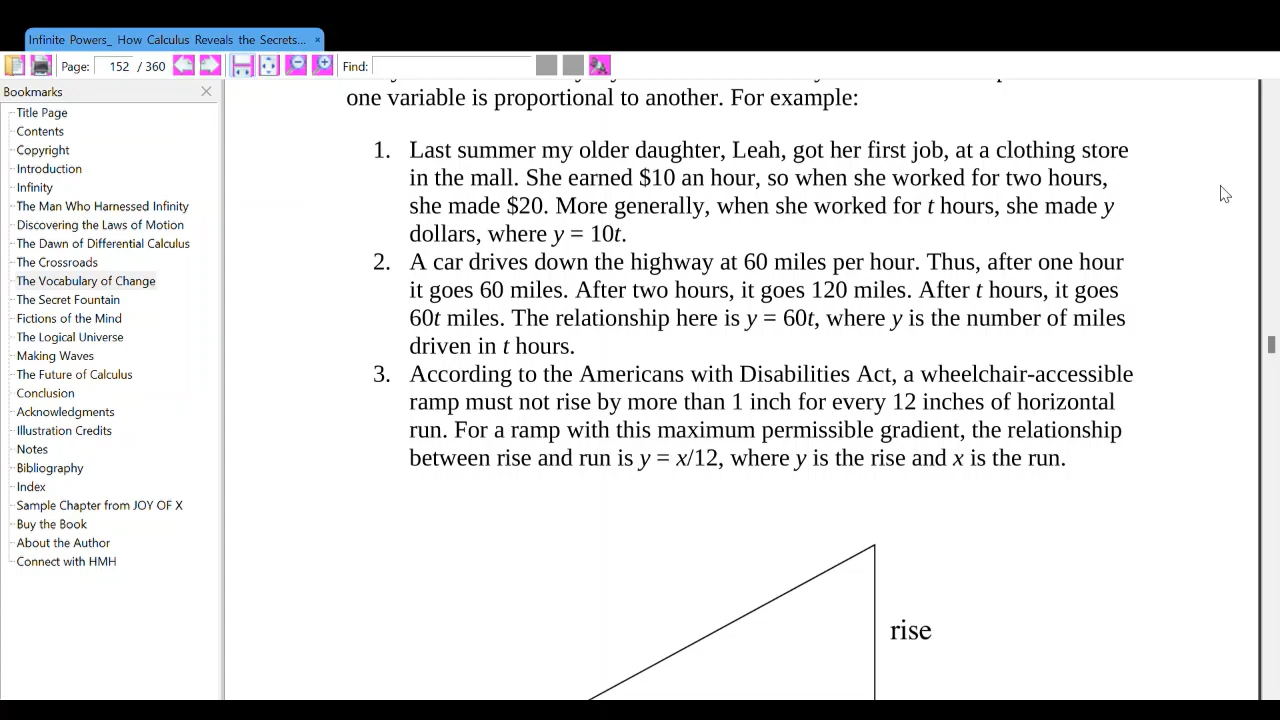 Infinite Powers_ How Calculus Reveals the Secrets... ×
Page: 152 / 360 Find:
Bookmarks
Title Page
Contents
Copyright
Introduction
Infinity
The Man Who Harnessed Infinity
Discovering the Laws of Motion
The Dawn of Differential Calculus
The Crossroads
The Vocabulary of Change
The Secret Fountain
Fictions of the Mind
The Logical Universe
Making Waves
The Future of Calculus
Conclusion
Acknowledgments
Illustration Credits
Notes
Bibliography
Index
Sample Chapter from JOY OF X
Buy the Book
About the Author
Connect with HMH
one variable is proportional to another. For example:
1. Last summer my older daughter, Leah, got her first job, at a clothing store
in the mall. She earned $10 an hour, so when she worked for two hours,
she made $20. More generally, when she worked for t hours, she made y
dollars, where y = 10t.
2. A car drives down the highway at 60 miles per hour. Thus, after one hour
it goes 60 miles. After two hours, it goes 120 miles. After t hours, it goes
60t miles. The relationship here is y = 60t, where y is the number of miles
driven in t hours.
3. According to the Americans with Disabilities Act, a wheelchair-accessible
ramp must not rise by more than 1 inch for every 12 inches of horizontal
run. For a ramp with this maximum permissible gradient, the relationship
between rise and run is y = x/12, where y is the rise and x is the run.
rise